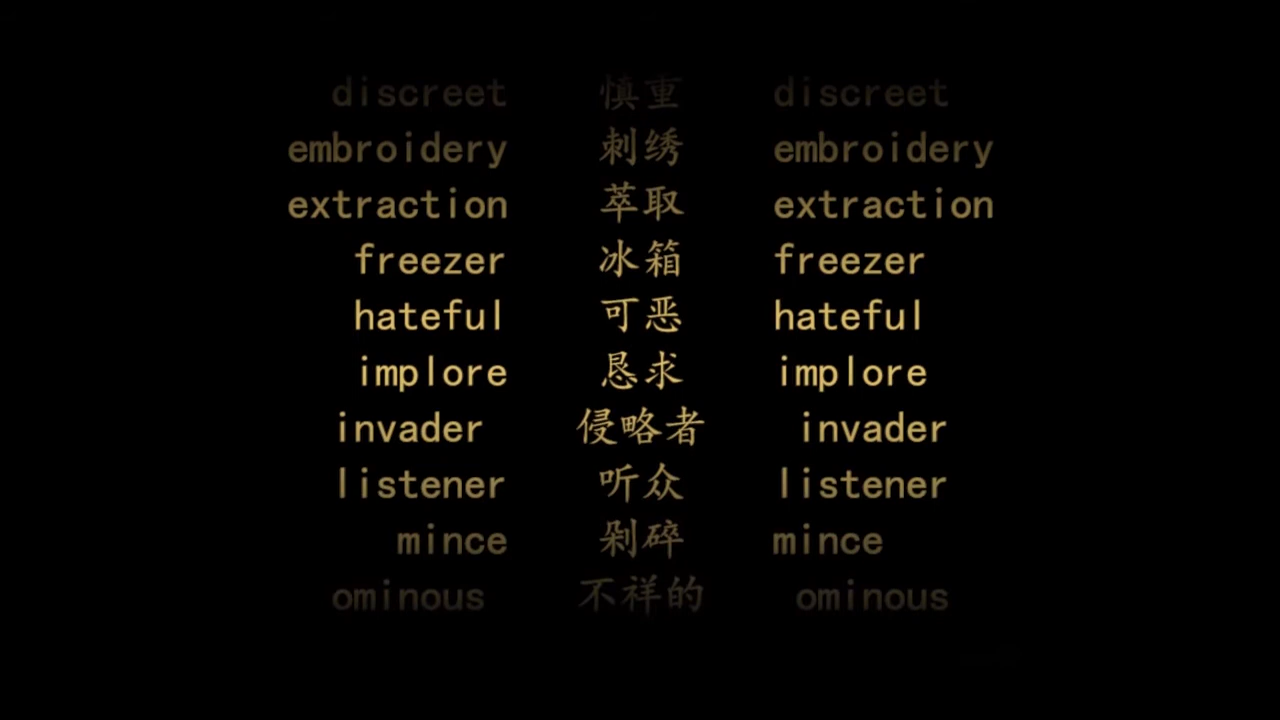 discreet 慎重 discreet
embroidery 刺绣 embroidery
extraction 萃取 extraction
freezer 冰箱 freezer
hateful 可恶 hateful
implore 恳求 implore
invader 侵略者 invader
listener 听众 listener
mince 剁碎 mince
ominous 不祥的 ominous